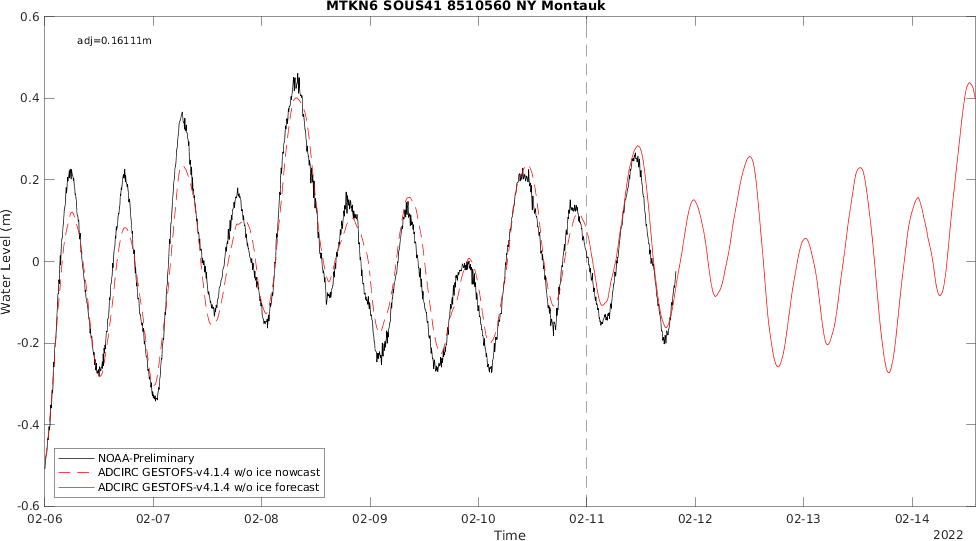 MTKN6 SOUS41 8510560 NY Montauk
adj=0.16111m
0.6
0.4
0.2
0
-0.2
-0.4
-0.6
Water Level (m)
NOAA-Preliminary
ADCIRC GESTOFS-v4.1.4 w/o ice nowcast
ADCIRC GESTOFS-v4.1.4 w/o ice forecast
02-06 02-07 02-08 02-09 02-10 02-11 02-12 02-13 02-14
Time
2022